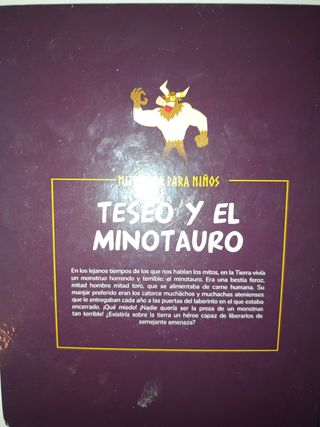 MITOLOGÍA PARA NIÑOS
TESEO Y EL
MINOTAURO
En los lejanos tiempos de los que nos hablan los mitos, en la Tierra vivía
un monstruo horrendo y terrible: el minotauro. Era una bestia feroz,
mitad hombre mitad toro, que se alimentaba de carne humana. Su
manjar preferido eran los catorce muchachos y muchachas atenienses
que le entregaban cada año a las puertas del laberinto en el que estaba
encerrado. ¡Qué miedo! ¡Nadie quería ser la presa de un monstruo
tan terrible! ¿Existiría sobre la tierra un héroe capaz de liberarlos de
semejante amenaza?